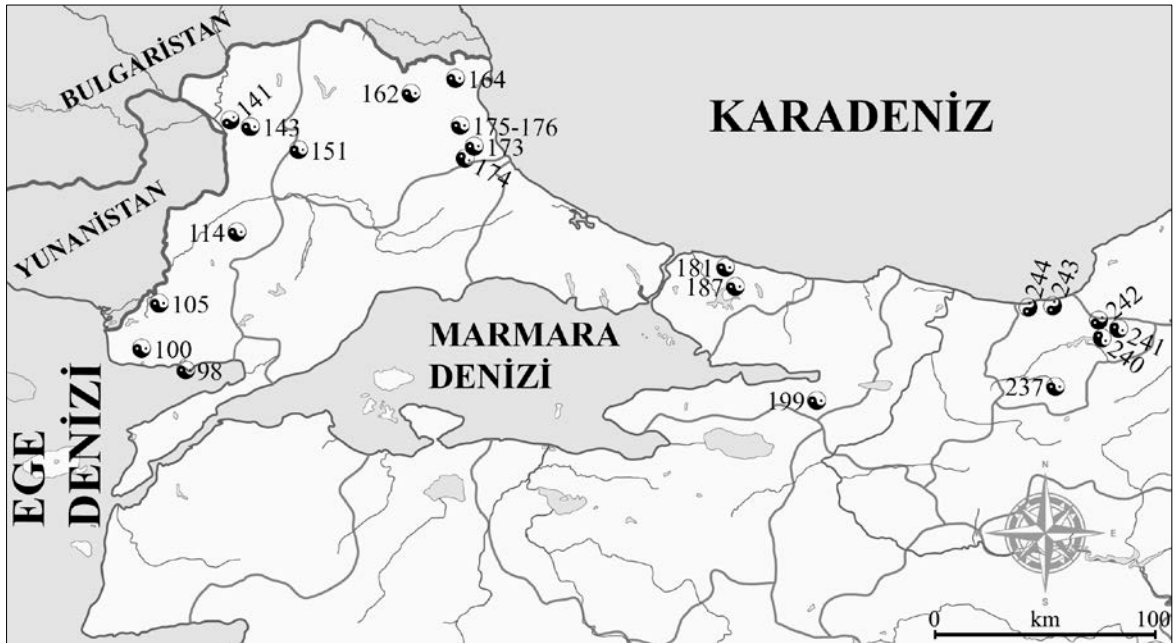 BULGARİSTAN
YUNANİSTAN
KARADENİZ
MARMARA
DENİZİ
EGE
DENİZİ
164
162
141
143
175-176
151
173
174
114
181
187
105
244
243
242
241
240
100
98
237
199
N
E
S
0 km 100